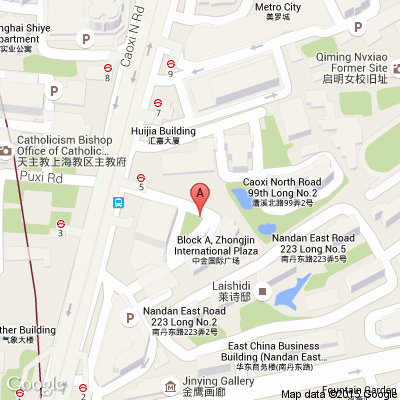 Metro City
美罗城
nghai Shiye
Apartment
实业公寓
P
Caoxi N Rd
8
9
7
P
P
Qiming Nvxiao
Former Site
启明女校旧址
Huijia Building
汇嘉大厦
Catholicism Bishop
Office of Catholic...
天主教上海教区主教府
Puxi Rd
5
A
Caoxi North Road
99th Long No.2
漕溪北路99弄2号
Block A, Zhongjin
International Plaza
中金国际广场
Nandan East Road
223 Long No.5
南丹东路223弄5号
Laishidi
莱诗邸
P
Nandan East Road
223 Long No.2
南丹东路223弄2号
ther Building
气象大楼
East China Business
Building (Nandan East...
华东商务楼(南丹东路)
Jinying Gallery
金鹰画廊
Fountain Garden
Map data ©2015 Google